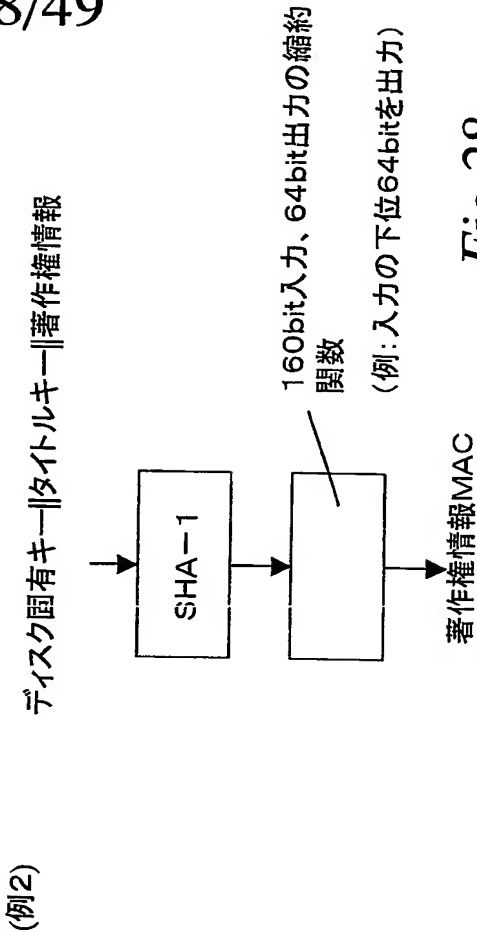 8/49
(例2)
ディスク固有キー||タイトルキー||著作権情報
SHA-1
160bit入力、64bit出力の縮約
関数
(例:入力の下位64bitを出力)
著作権情報MAC
Fig. 28